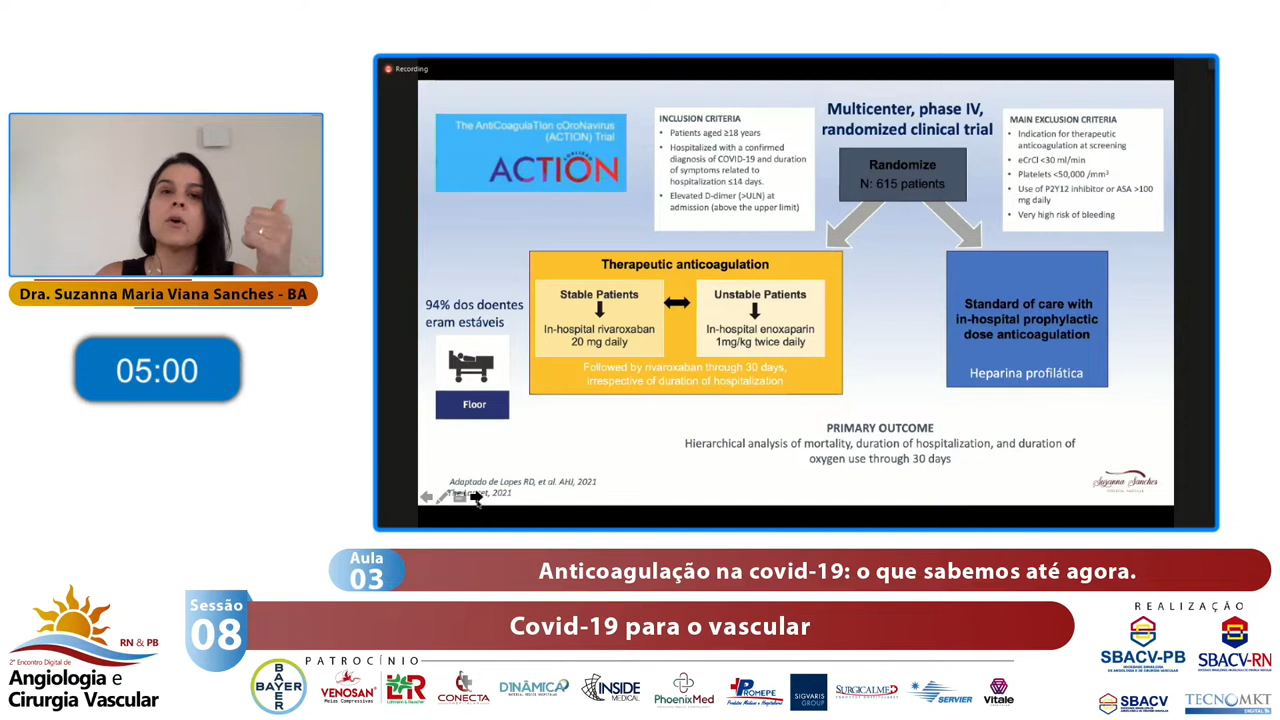 Recording
The AntiCoagulaTIon cOroNavirus
(ACTION) Trial
ACTION
INCLUSION CRITERIA
• Patients aged ≥18 years
• Hospitalized with a confirmed
diagnosis of COVID-19 and duration
of symptoms related to
hospitalization ≤14 days.
• Elevated D-dimer (>ULN) at
admission (above the upper limit)
Multicenter, phase IV,
randomized clinical trial
Randomize
N: 615 patients
MAIN EXCLUSION CRITERIA
• Indication for therapeutic
anticoagulation at screening
• eCrCl <30 ml/min
• Platelets <50,000 /mm³
• Use of P2Y12 inhibitor or ASA >100
mg daily
• Very high risk of bleeding
Therapeutic anticoagulation
Stable Patients
In-hospital rivaroxaban
20 mg daily
Unstable Patients
In-hospital enoxaparin
1mg/kg twice daily
Followed by rivaroxaban through 30 days,
irrespective of duration of hospitalization
Standard of care with
in-hospital prophylactic
dose anticoagulation
Heparina profilática
94% dos doentes
eram estáveis
Floor
PRIMARY OUTCOME
Hierarchical analysis of mortality, duration of hospitalization, and duration of
oxygen use through 30 days
Adaptado de Lopes RD, et al. AHJ, 2021
The Lancet, 2021
Suzanna Sanches
Dra. Suzanna Maria Viana Sanches - BA
05:00
Aula
03
Anticoagulação na covid-19: o que sabemos até agora.
Sessão
08
Covid-19 para o vascular
RN & PB
2º Encontro Digital de
Angiologia e
Cirurgia Vascular
PATROCÍNIO
BAYER
BAYER
VENOSAN
Meias Compressivas
L&R
Lohmann & Rauscher
CONECTA
DINÂMICA
INSIDE
MEDICAL
PhoenixMed
PROMEPE
Produtos Médicos e Hospitalares
SIGVARIS
GROUP
SURGICALMED
SERVIER
Vitale
REALIZAÇÃO
SBACV-PB
SBACV-RN
SBACV
TECNOMKT
DIGITAL